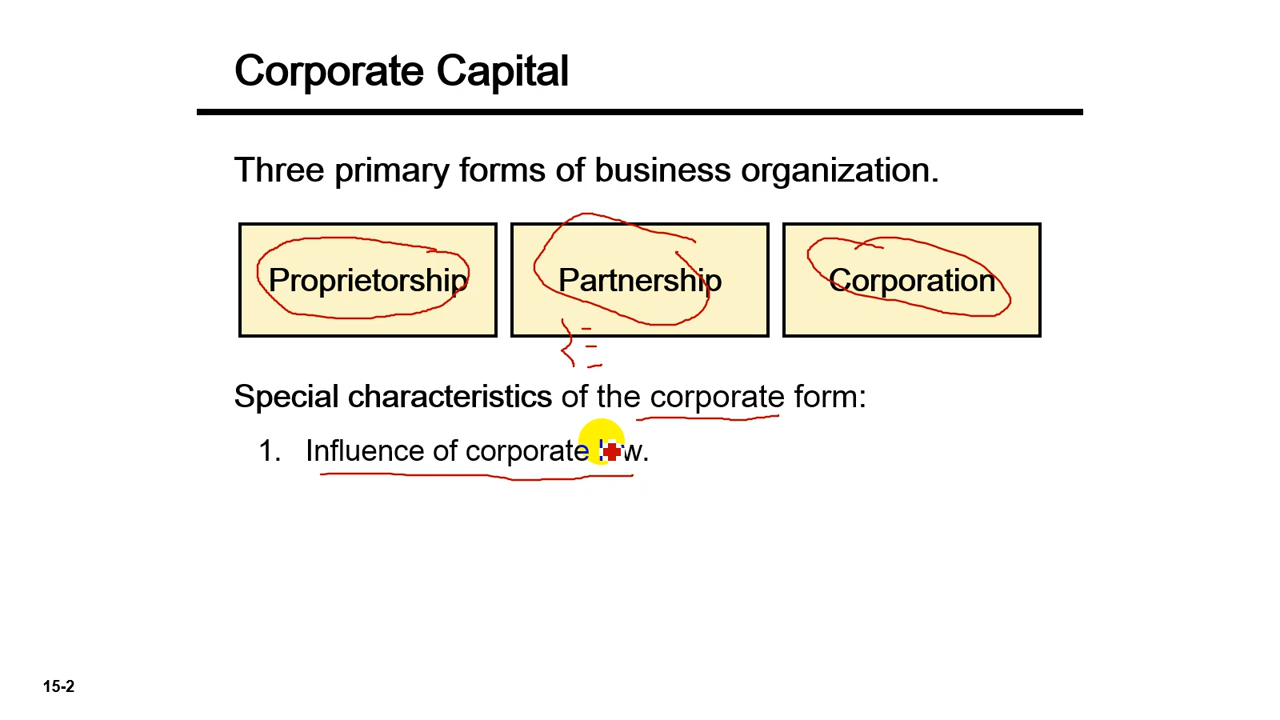 Corporate Capital
Three primary forms of business organization.
Proprietorship
Partnership
Corporation
Special characteristics of the corporate form:
1. Influence of corporate law.
15-2